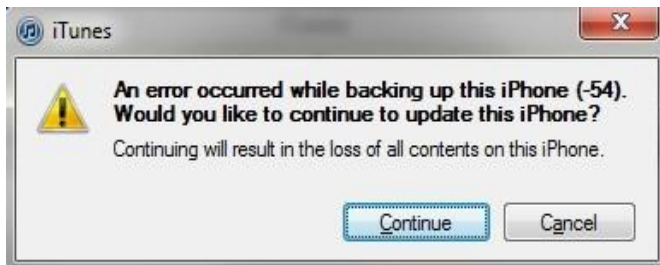 iTunes
An error occurred while backing up this iPhone (-54).
Would you like to continue to update this iPhone?
Continuing will result in the loss of all contents on this iPhone.
Continue Cancel